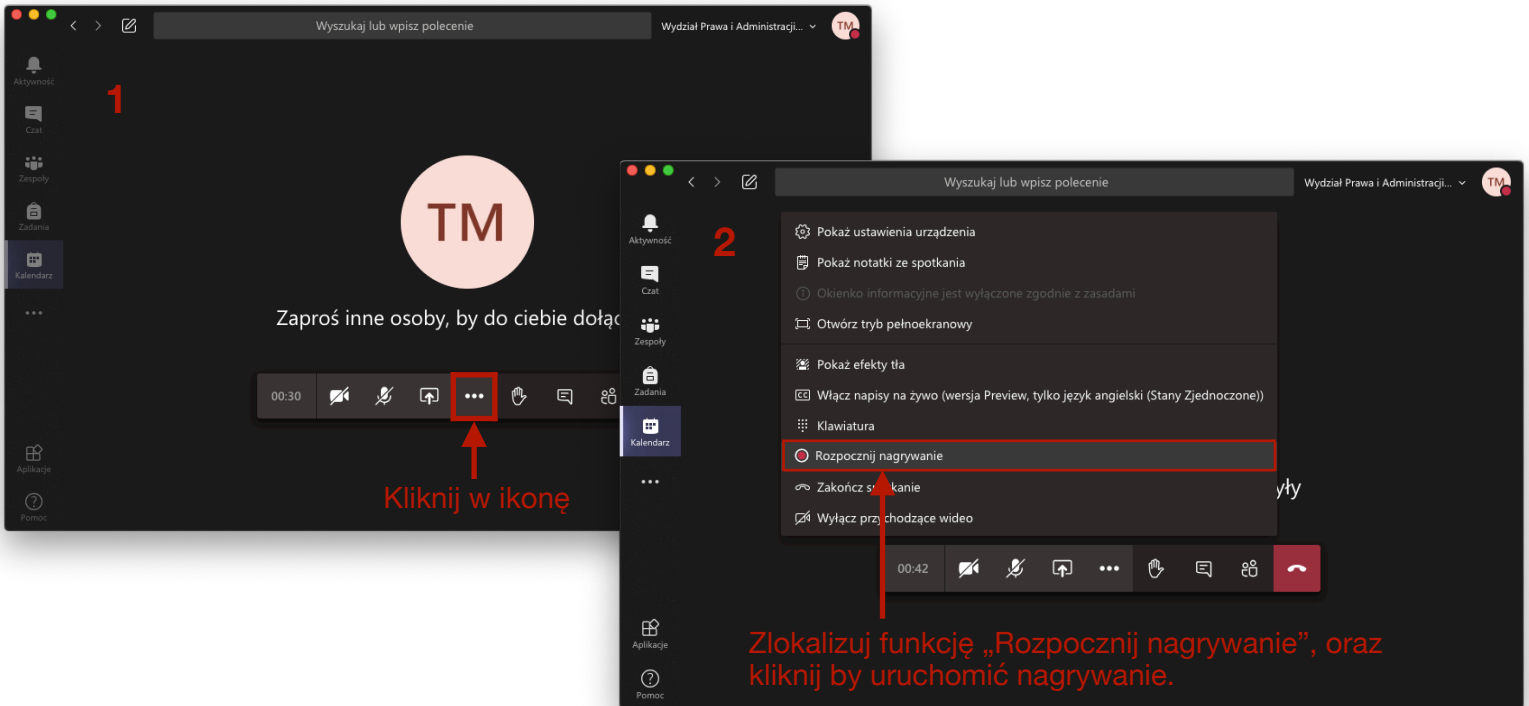 Wyszukaj lub wpisz polecenie
Wydział Prawa i Administracji...
TM
Aktywność
1
Czat
Zespoły
Zadania
Kalendarz
TM
Zaproś inne osoby, by do ciebie dołąc
00:30
Kliknij w ikonę
Aplikacje
Pomoc
Wyszukaj lub wpisz polecenie
Wydział Prawa i Administracji...
TM
Aktywność
2
Czat
Zespoły
Zadania
Kalendarz
Pokaż ustawienia urządzenia
Pokaż notatki ze spotkania
Okienko informacyjne jest wyłączone zgodnie z zasadami
Otwórz tryb pełnoekranowy
Pokaż efekty tła
Włącz napisy na żywo (wersja Preview, tylko język angielski (Stany Zjednoczone))
Klawiatura
Rozpocznij nagrywanie
Zakończ spotkanie
Wyłącz przychodzące wideo
yły
00:42
Zlokalizuj funkcję „Rozpocznij nagrywanie”, oraz
kliknij by uruchomić nagrywanie.
Aplikacje
Pomoc